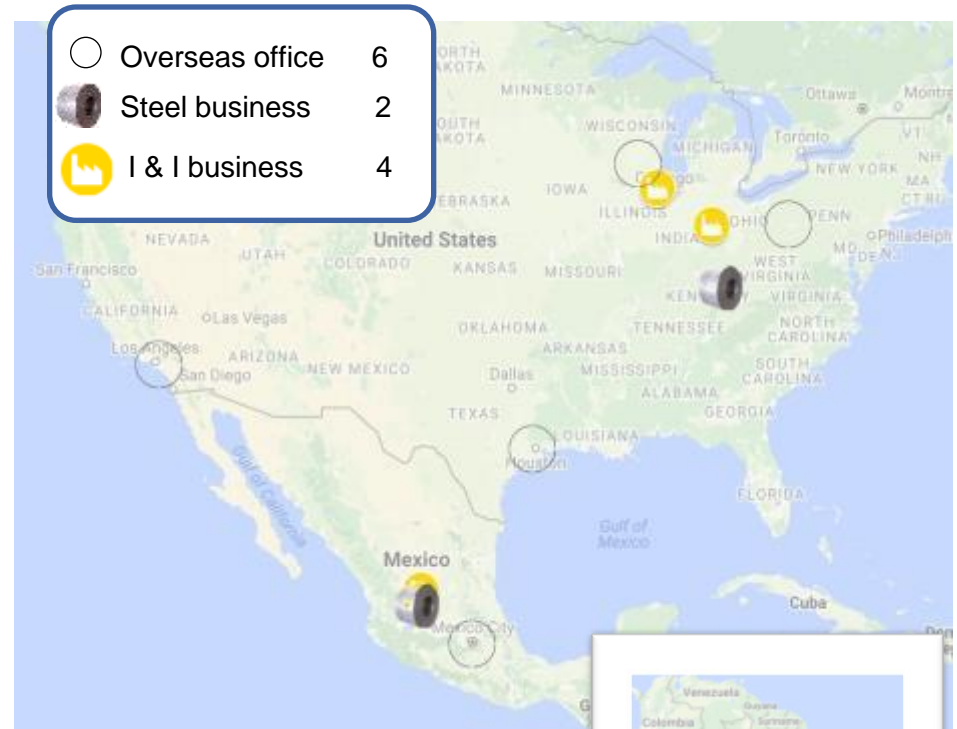 Overseas office 6
Steel business 2
I & I business 4
NORTH
DAKOTA
MINNESOTA
Ottawa
SOUTH
DAKOTA
WISCONSIN
MICHIGAN
Toronto
VT
NH
NEW YORK
MA
CT RI
IOWA
NEBRASKA
ILLINOIS
OHIO
PENN
NEVADA
UTAH
United States
COLORADO
KANSAS
MISSOURI
INDIANA
WEST
VIRGINIA
MD
DE
NJ
San Francisco
VIRGINIA
CALIFORNIA
Las Vegas
OKLAHOMA
TENNESSEE
NORTH
CAROLINA
Los Angeles
ARIZONA
NEW MEXICO
ARKANSAS
San Diego
Dallas
MISSISSIPPI
SOUTH
CAROLINA
ALABAMA
TEXAS
GEORGIA
LOUISIANA
Houston
Gulf of California
FLORIDA
Gulf of
Mexico
Mexico
Cuba
Mexico City
Venezuela
Guyana
Colombia
Suriname